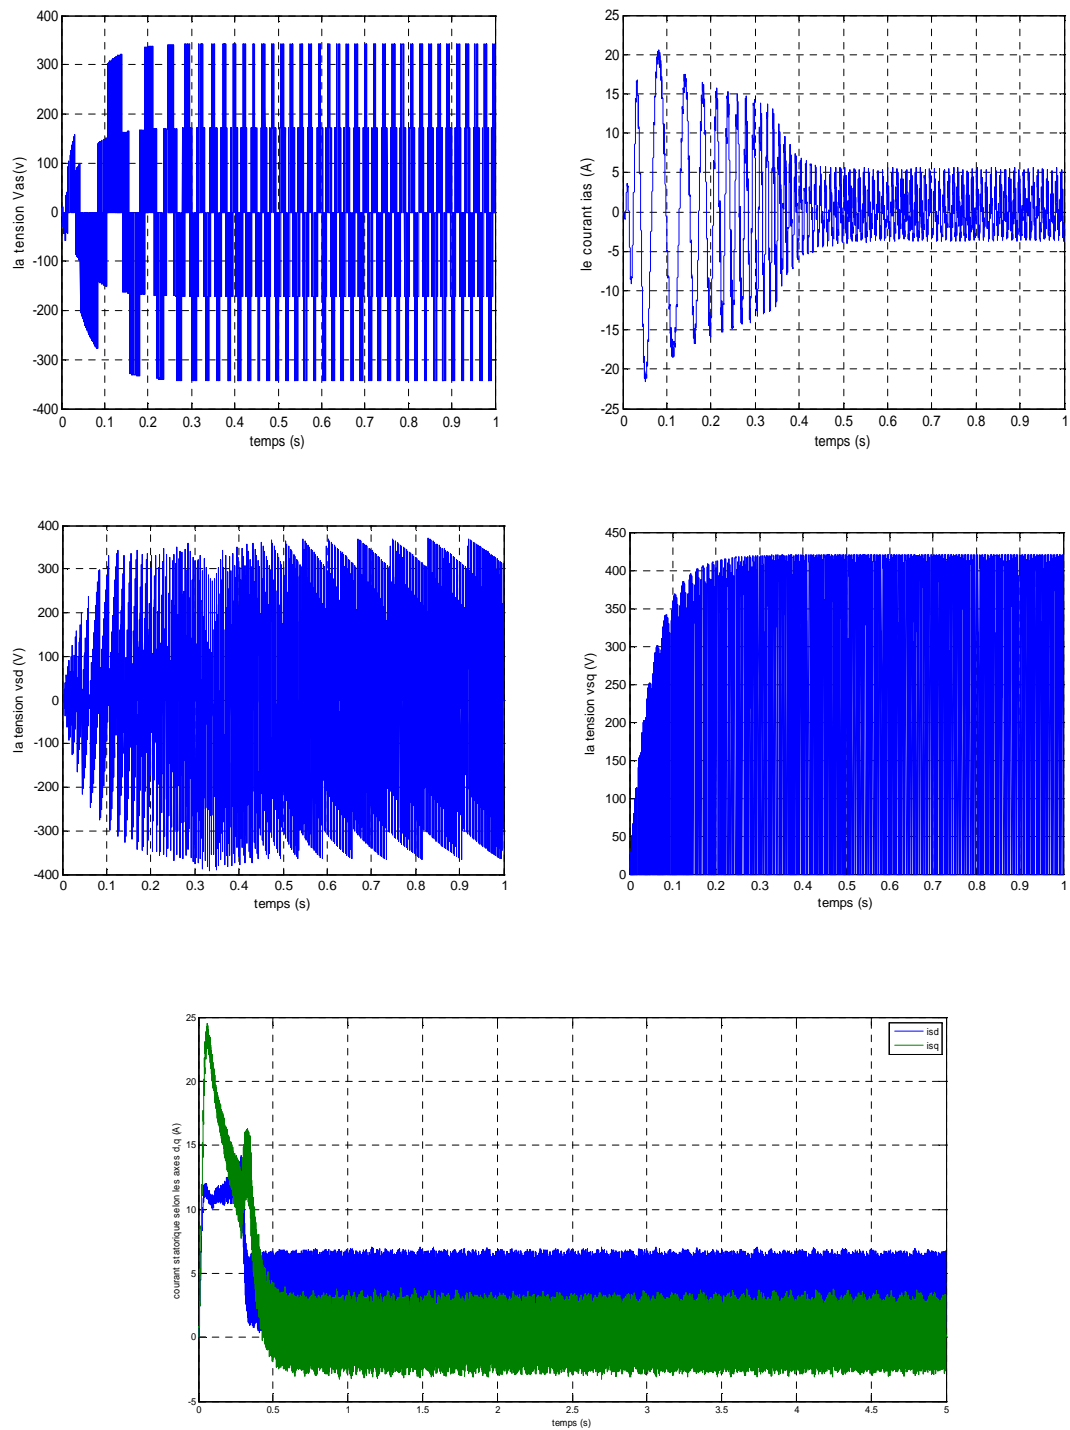 400
300
200
100
0
-100
-200
-300
-400
la tension Vas(v)
0 0.1 0.2 0.3 0.4 0.5 0.6 0.7 0.8 0.9 1
temps (s)
25
20
15
10
5
0
-5
-10
-15
-20
-25
le courant ias (A)
0 0.1 0.2 0.3 0.4 0.5 0.6 0.7 0.8 0.9 1
temps (s)
400
300
200
100
0
-100
-200
-300
-400
la tension vsd (V)
0 0.1 0.2 0.3 0.4 0.5 0.6 0.7 0.8 0.9 1
temps (s)
450
400
350
300
250
200
150
100
50
0
la tension vsq (V)
0 0.1 0.2 0.3 0.4 0.5 0.6 0.7 0.8 0.9 1
temps (s)
25
20
15
10
5
0
-5
courant statorique selon les axes d,q (A)
isd
isq
0 0.5 1 1.5 2 2.5 3 3.5 4 4.5 5
temps (s)